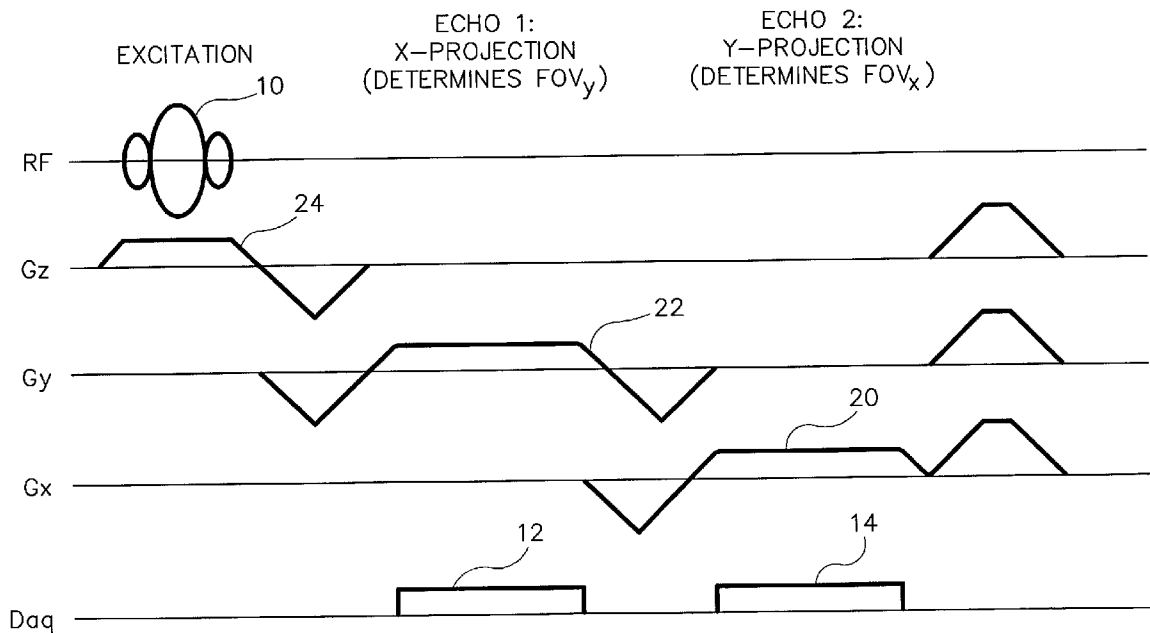 EXCITATION
ECHO 1:
X-PROJECTION
(DETERMINES FOVy)
ECHO 2:
Y-PROJECTION
(DETERMINES FOVx)
10
RF
24
Gz
22
Gy
20
Gx
12
14
Daq